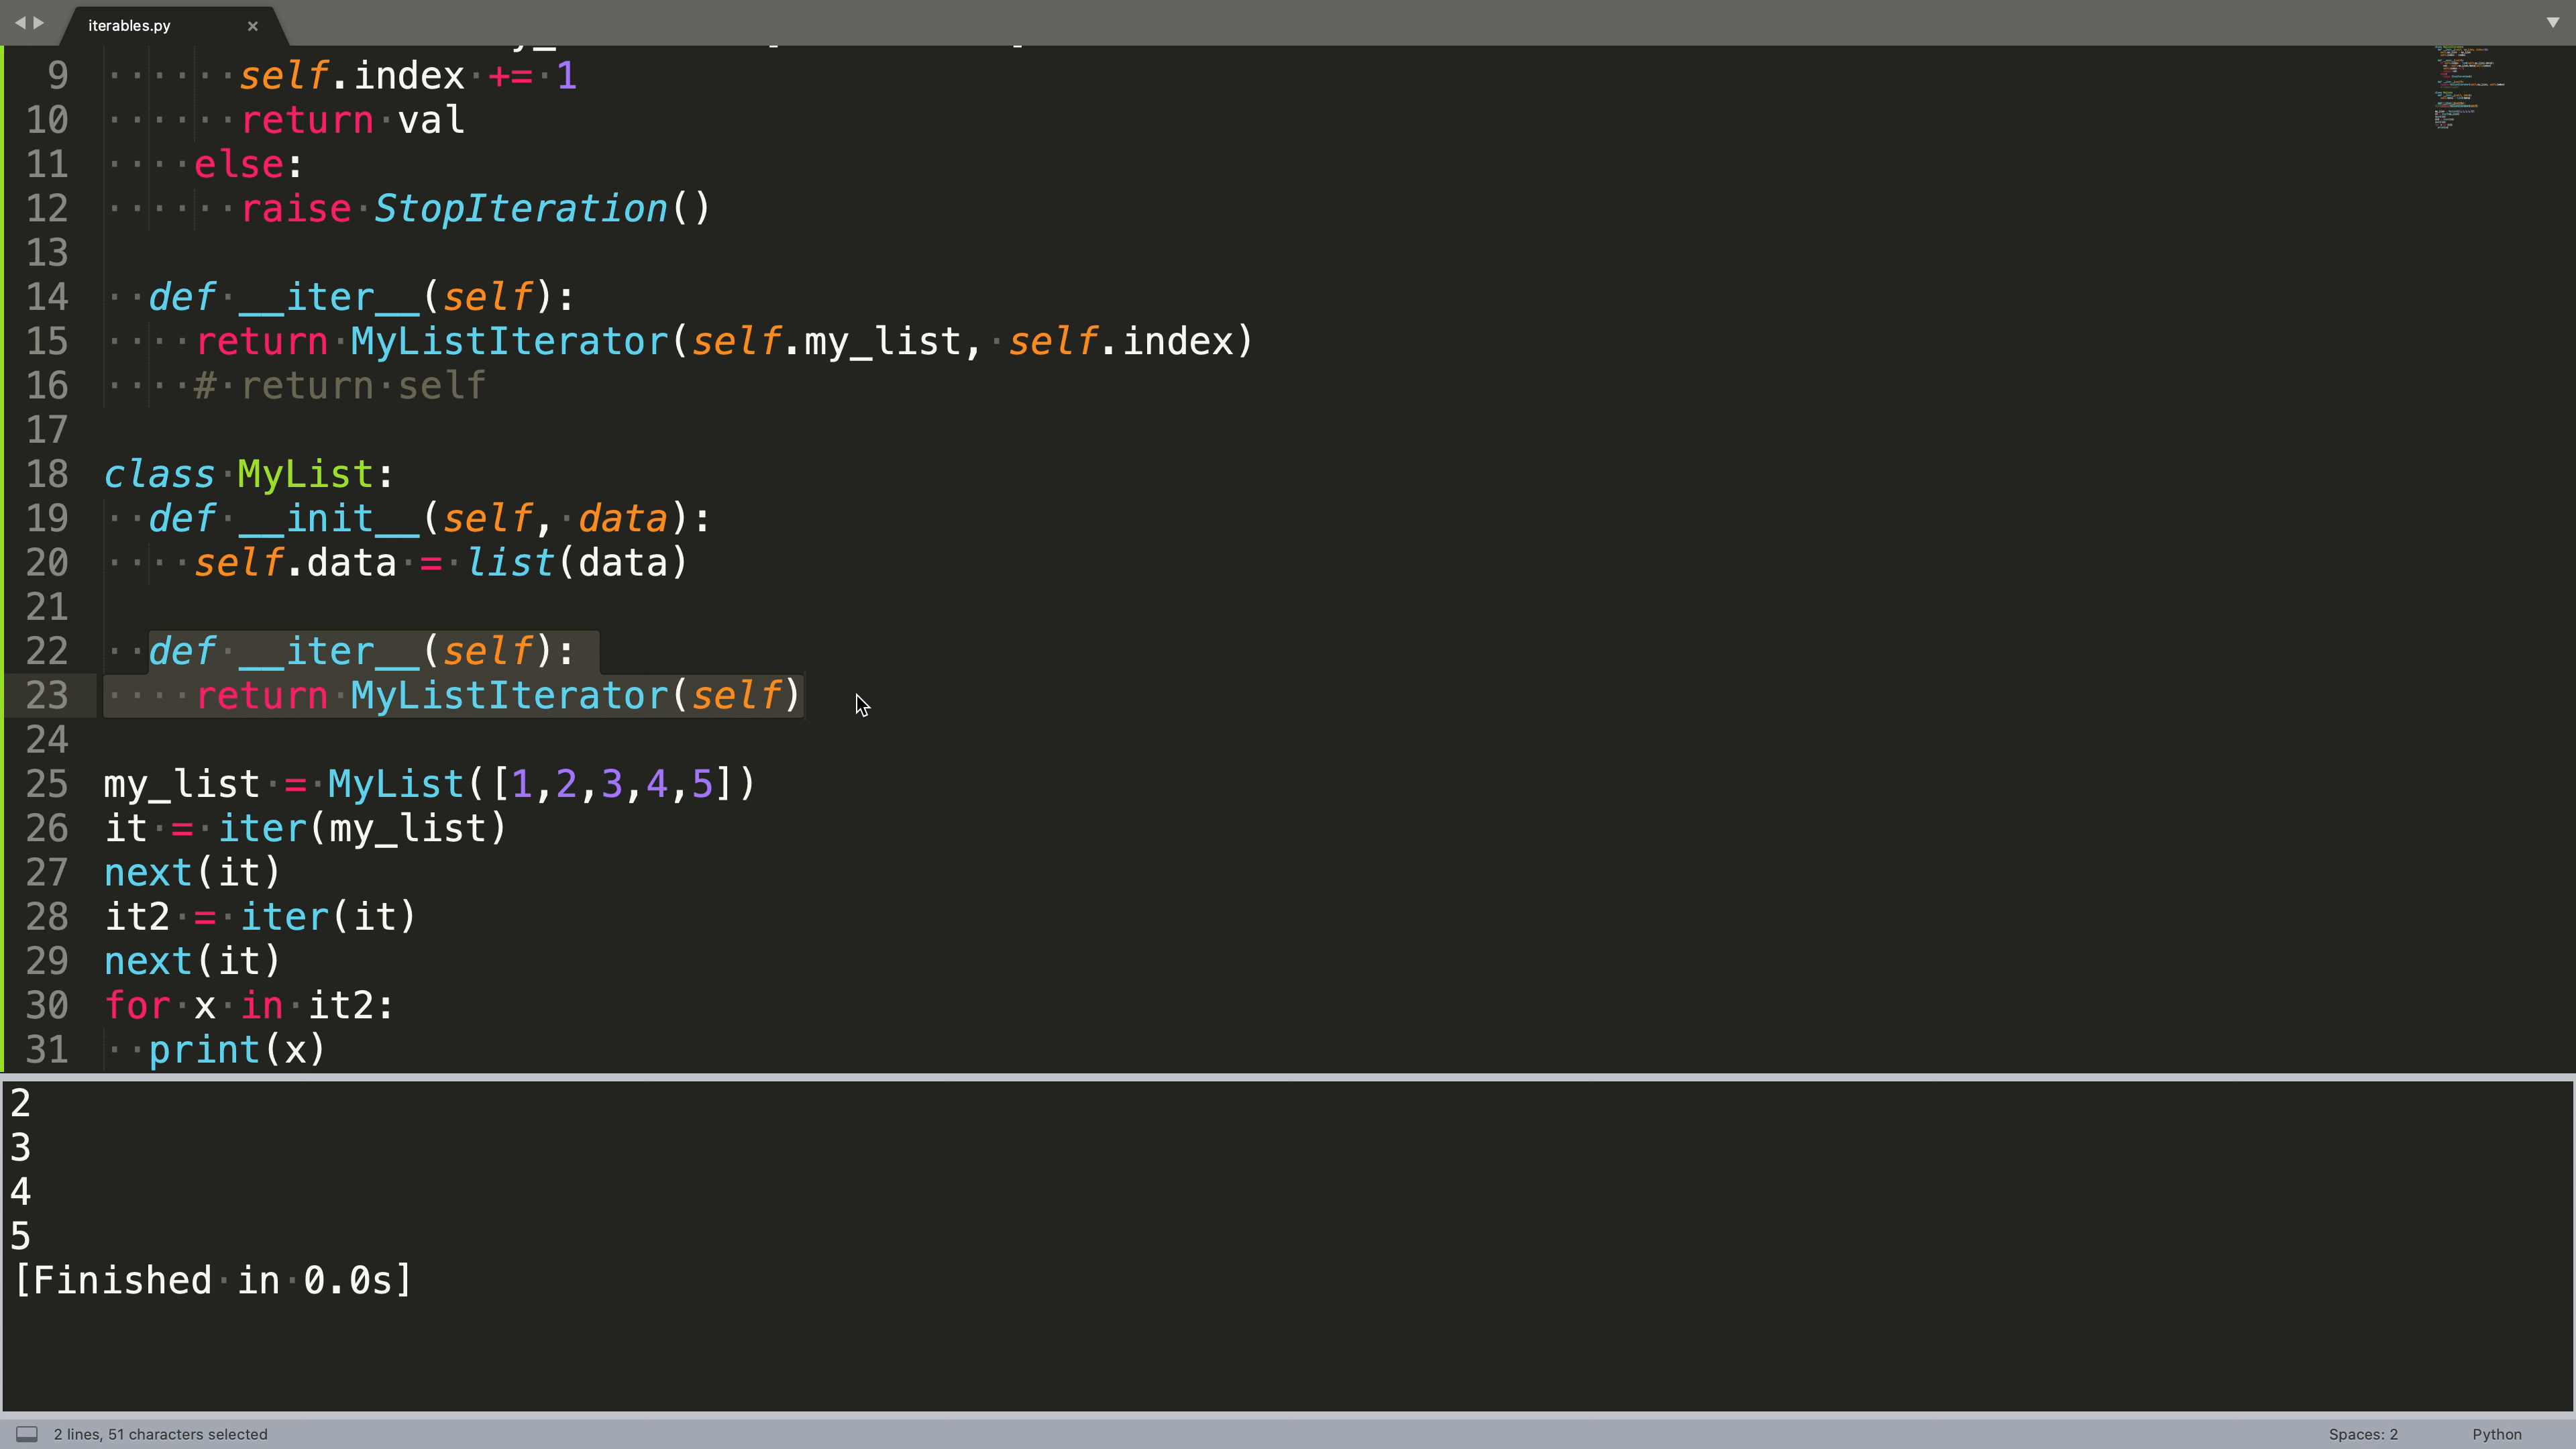 iterables.py
9 self.index += 1
10 return val
11 else:
12 raise StopIteration()
13
14 def __iter__(self):
15 return MyListIterator(self.my_list, self.index)
16 # return self
17
18 class MyList:
19 def __init__(self, data):
20 self.data = list(data)
21
22 def __iter__(self):
23 return MyListIterator(self)
24
25 my_list = MyList([1,2,3,4,5])
26 it = iter(my_list)
27 next(it)
28 it2 = iter(it)
29 next(it)
30 for x in it2:
31 print(x)
2
3
4
5
[Finished in 0.0s]
2 lines, 51 characters selected
Spaces: 2
Python